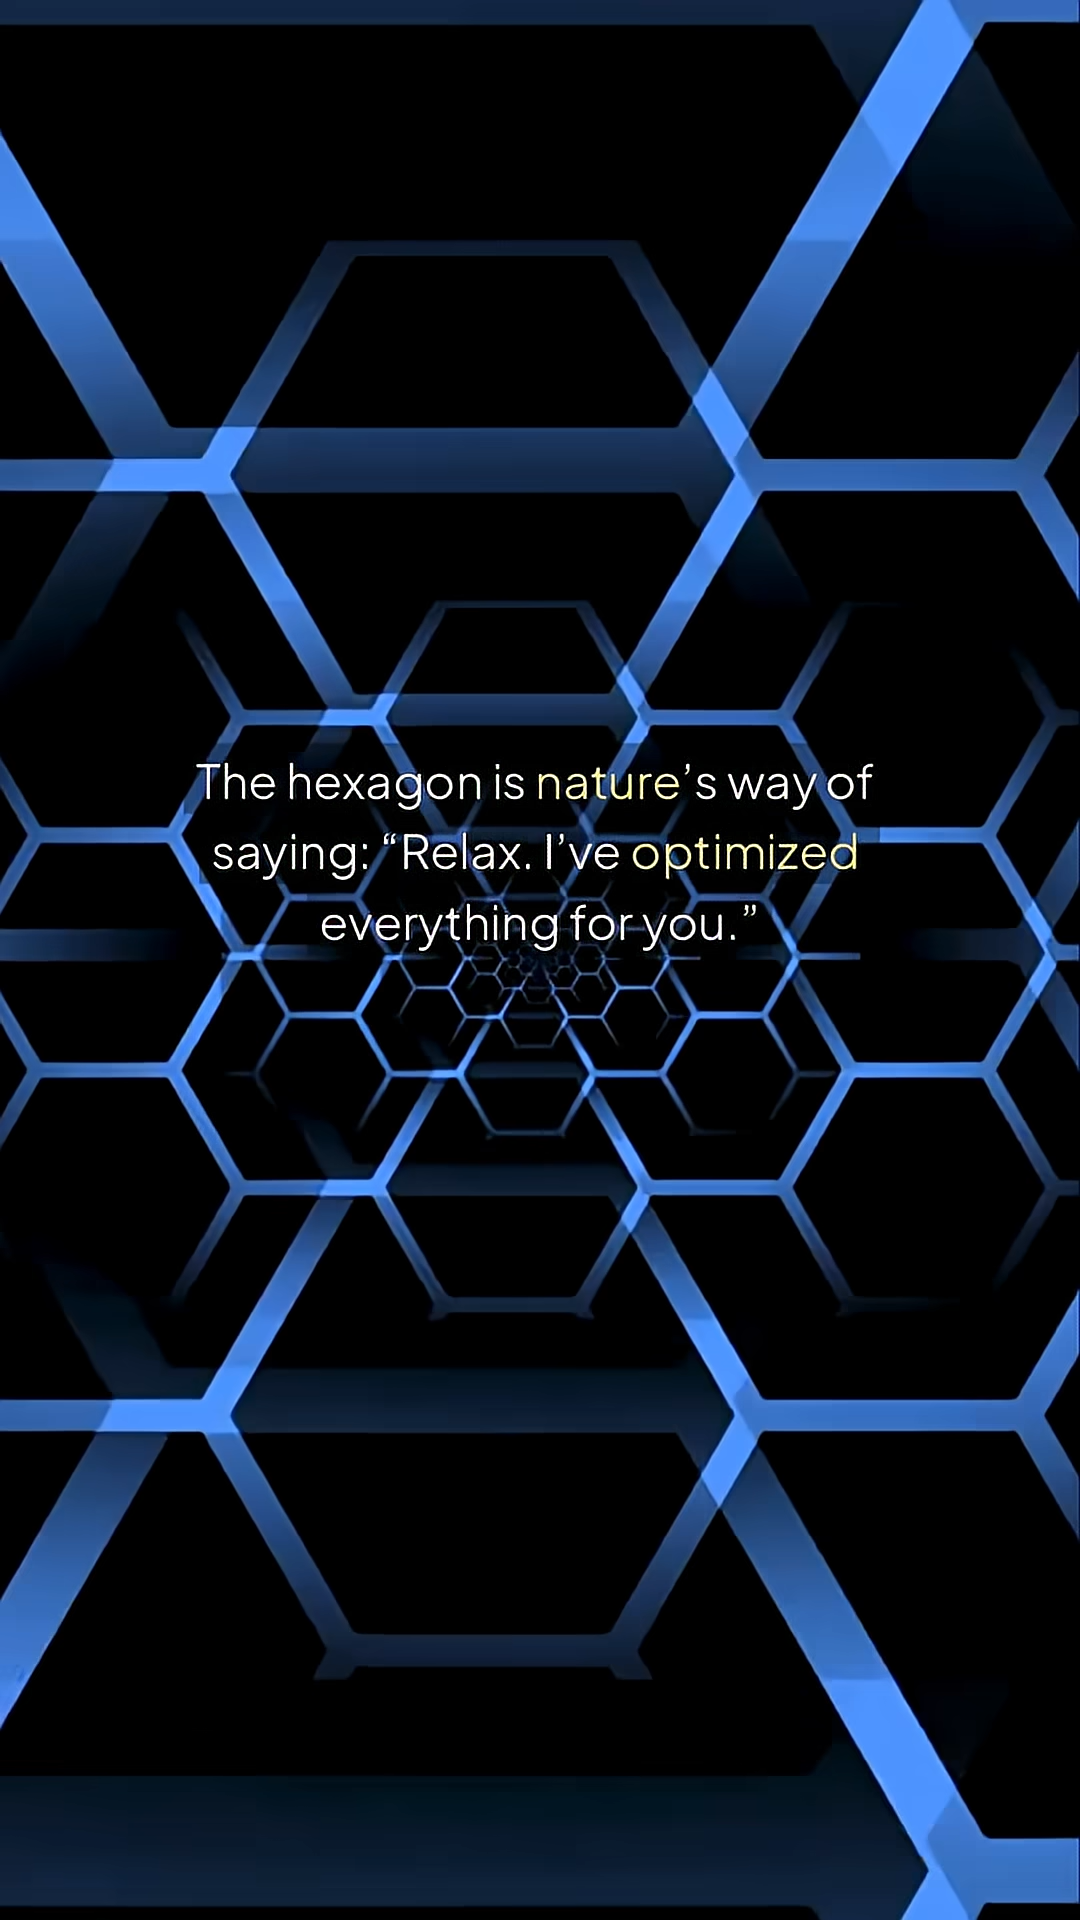 The hexagon is nature’s way of
saying: “Relax. I’ve optimized
everything for you.”